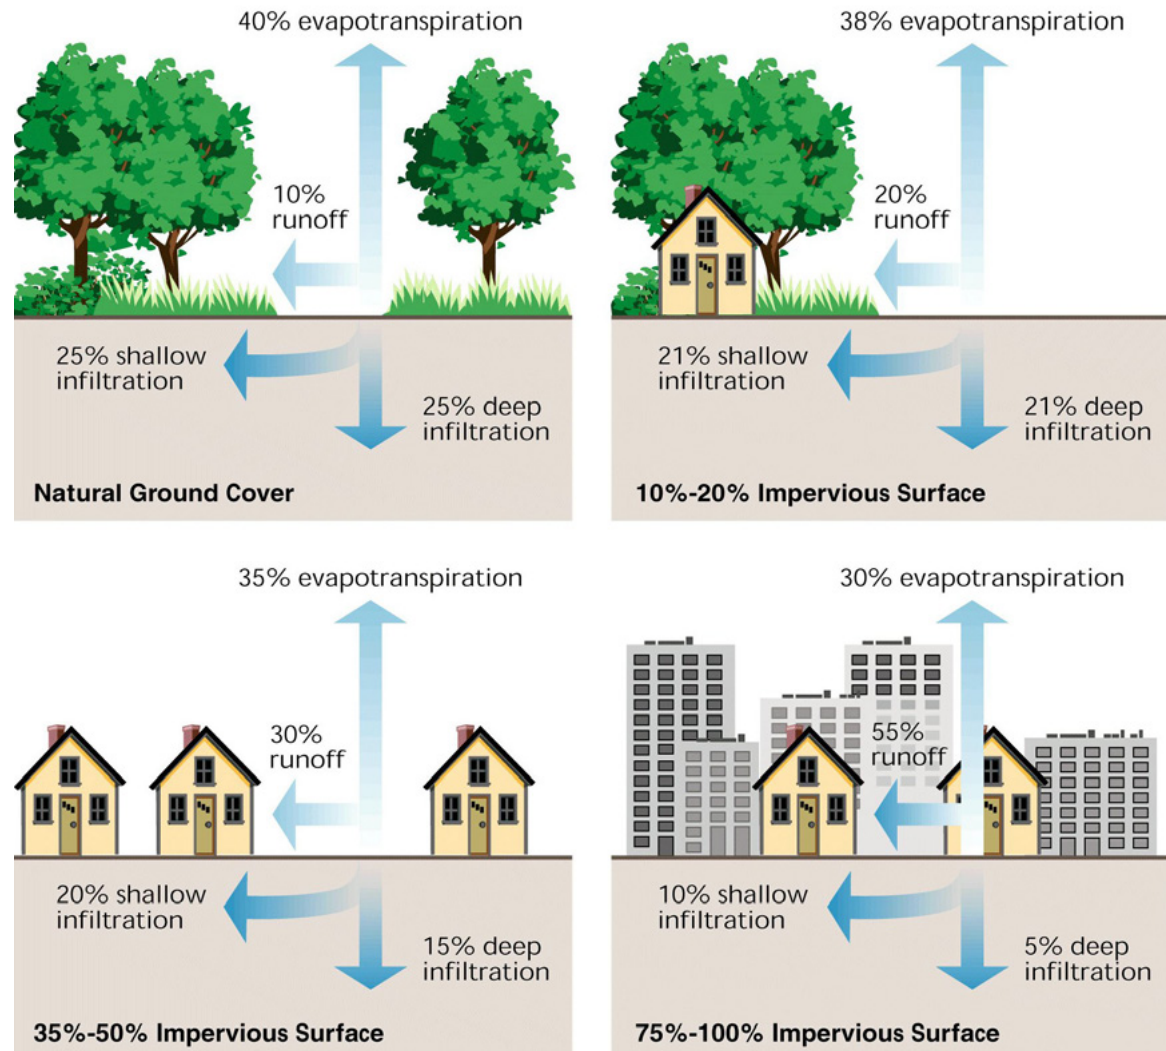 40% evapotranspiration
10%
runoff
25% shallow
infiltration
25% deep
infiltration
Natural Ground Cover
38% evapotranspiration
20%
runoff
21% shallow
infiltration
21% deep
infiltration
10%-20% Impervious Surface
35% evapotranspiration
30%
runoff
20% shallow
infiltration
15% deep
infiltration
35%-50% Impervious Surface
30% evapotranspiration
55%
runoff
10% shallow
infiltration
5% deep
infiltration
75%-100% Impervious Surface